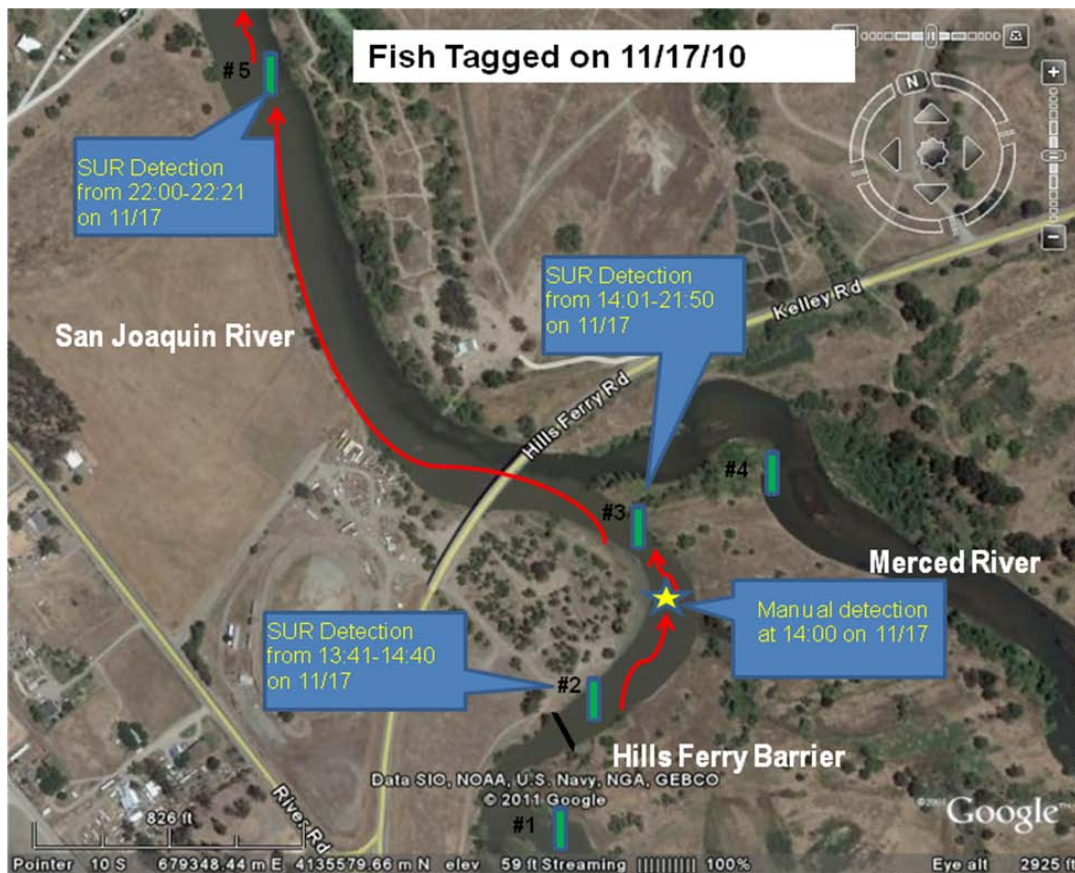 Fish Tagged on 11/17/10
N
#5
SUR Detection
from 22:00-22:21
on 11/17
SUR Detection
from 14:01-21:50
on 11/17
Kelley Rd
San Joaquin River
Hills Ferry Rd
#4
#3
Merced River
Manual detection
at 14:00 on 11/17
SUR Detection
from 13:41-14:40
on 11/17
#2
Hills Ferry Barrier
Data SIO, NOAA, U.S. Navy, NGA, GEBCO
© 2011 Google
Google
826 ft
River Rd
#1
Pointer 10 S 679348.44 m E 4135579.66 m N elev 59 ft Streaming |||||||||| 100% Eye alt 2925 ft